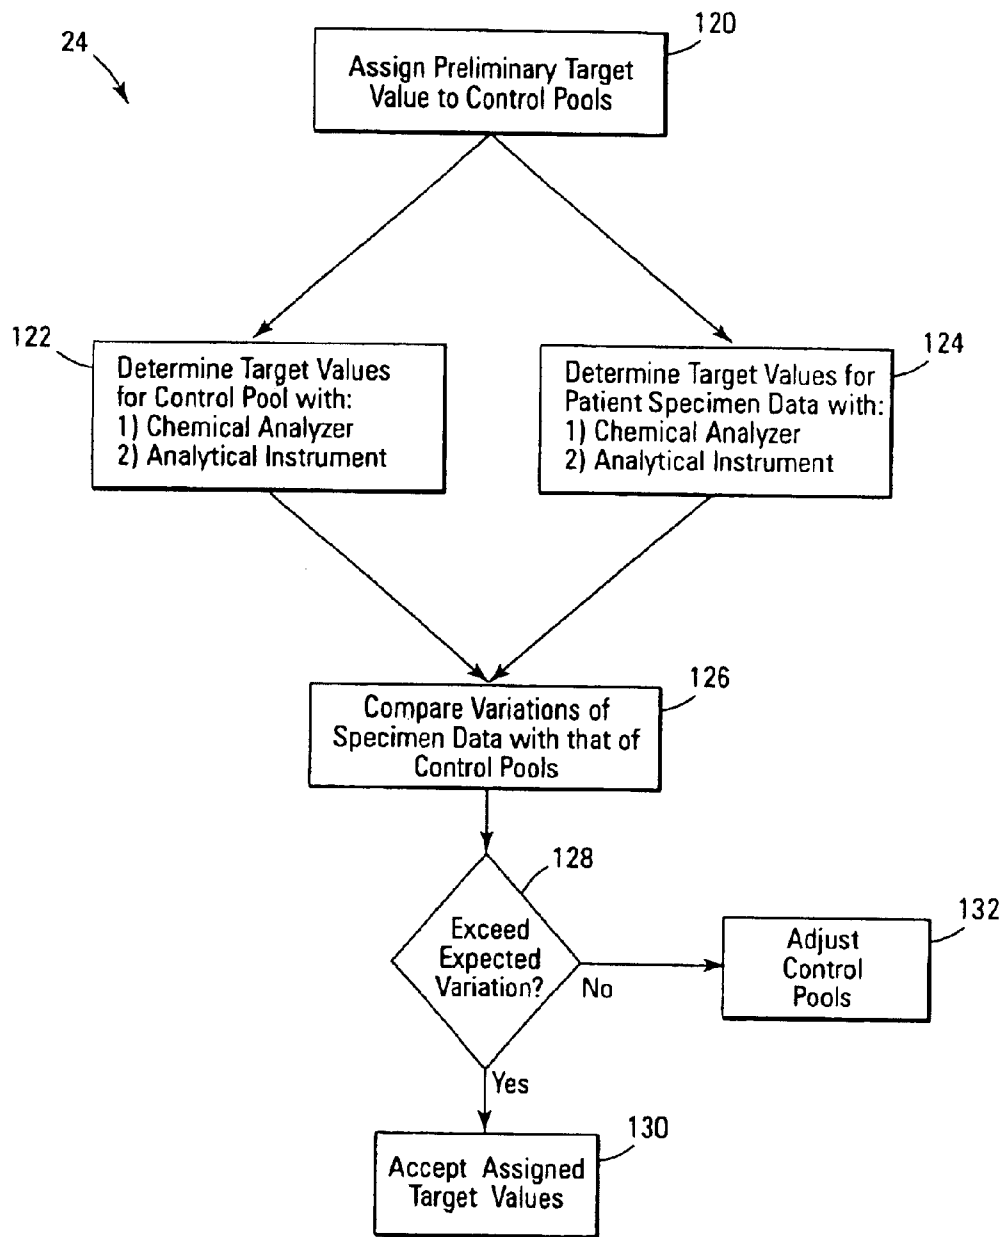 24
120
Assign Preliminary Target
Value to Control Pools
122
Determine Target Values
for Control Pool with:
1) Chemical Analyzer
2) Analytical Instrument
124
Determine Target Values for
Patient Specimen Data with:
1) Chemical Analyzer
2) Analytical Instrument
126
Compare Variations of
Specimen Data with that of
Control Pools
128
Exceed
Expected
Variation?
No
132
Adjust
Control
Pools
Yes
130
Accept Assigned
Target Values